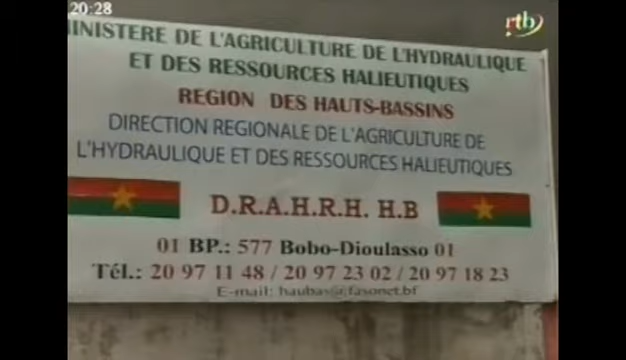 20:28
rtb
MINISTERE DE L'AGRICULTURE DE L'HYDRAULIQUE
ET DES RESSOURCES HALIEUTIQUES
REGION DES HAUTS-BASSINS
DIRECTION REGIONALE DE L'AGRICULTURE DE
L'HYDRAULIQUE ET DES RESSOURCES HALIEUTIQUES
D.R.A.H.R.H. H.B
01 BP.: 577 Bobo-Dioulasso 01
Tél.: 20 97 11 48 / 20 97 23 02 / 20 97 18 23
E-mail: haubas@fasonet.bf